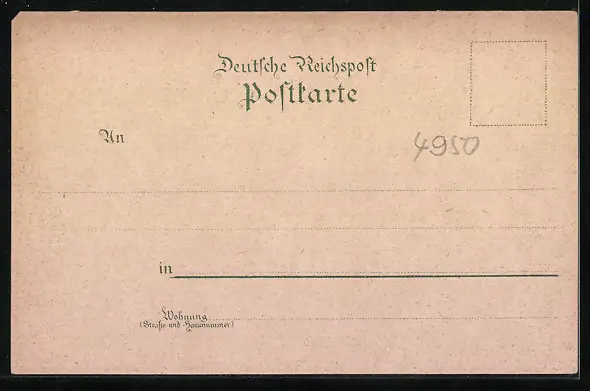 Deutsche Reichspost
Postkarte
4950
An
in
Wohnung
(Straße und Hausnummer)